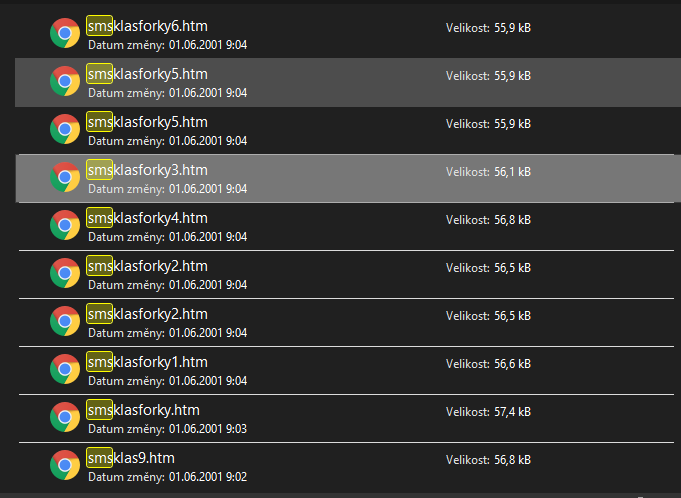 smsklasforky6.htm Velikost: 55,9 kB
Datum změny: 01.06.2001 9:04
smsklasforky5.htm Velikost: 55,9 kB
Datum změny: 01.06.2001 9:04
smsklasforky5.htm Velikost: 55,9 kB
Datum změny: 01.06.2001 9:04
smsklasforky3.htm Velikost: 56,1 kB
Datum změny: 01.06.2001 9:04
smsklasforky4.htm Velikost: 56,8 kB
Datum změny: 01.06.2001 9:04
smsklasforky2.htm Velikost: 56,5 kB
Datum změny: 01.06.2001 9:04
smsklasforky2.htm Velikost: 56,5 kB
Datum změny: 01.06.2001 9:04
smsklasforky1.htm Velikost: 56,6 kB
Datum změny: 01.06.2001 9:04
smsklasforky.htm Velikost: 57,4 kB
Datum změny: 01.06.2001 9:03
smsklas9.htm Velikost: 56,8 kB
Datum změny: 01.06.2001 9:02